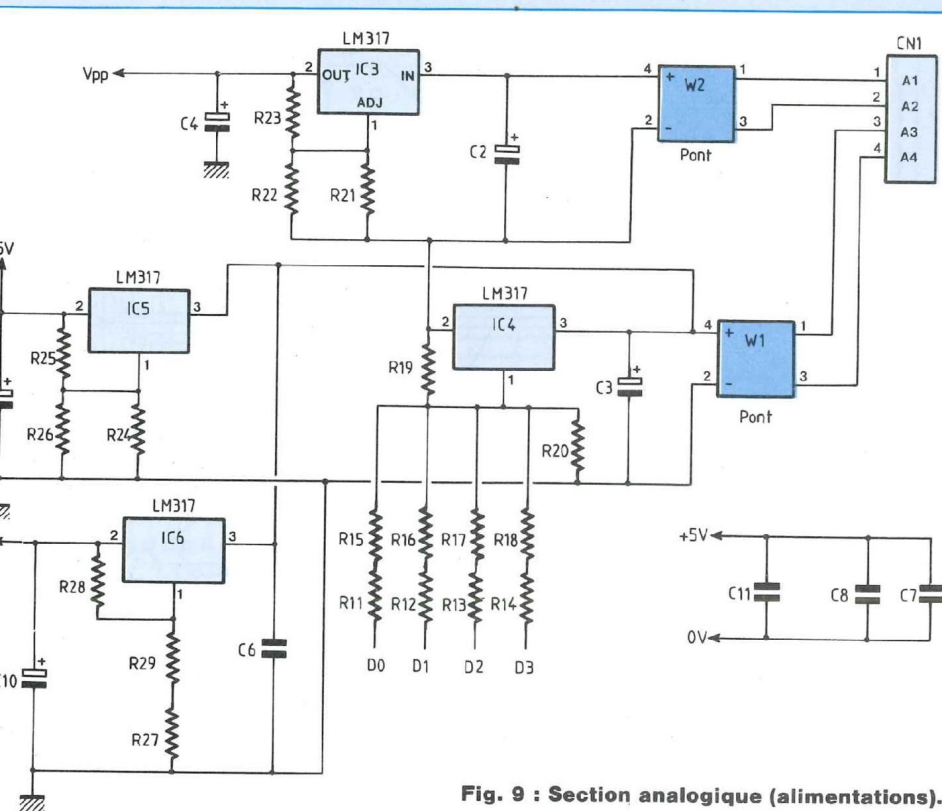 LM317
CN1
Vpp
2
OUT
IC3
IN
3
ADJ
1
4
+
W2
1
2
-
3
Pont
1
A1
2
A2
3
A3
4
A4
C4
+
R23
R22
R21
C2
+
5V
LM317
2
IC5
3
1
R25
R26
R24
+
LM317
2
IC4
3
1
R19
C3
+
R20
4
+
W1
1
2
-
3
Pont
LM317
2
IC6
3
1
R28
R29
R27
C6
+
C10
R15
R16
R17
R18
R11
R12
R13
R14
D0
D1
D2
D3
+5V
C11
C8
C7
0V
Fig. 9 : Section analogique (alimentations).